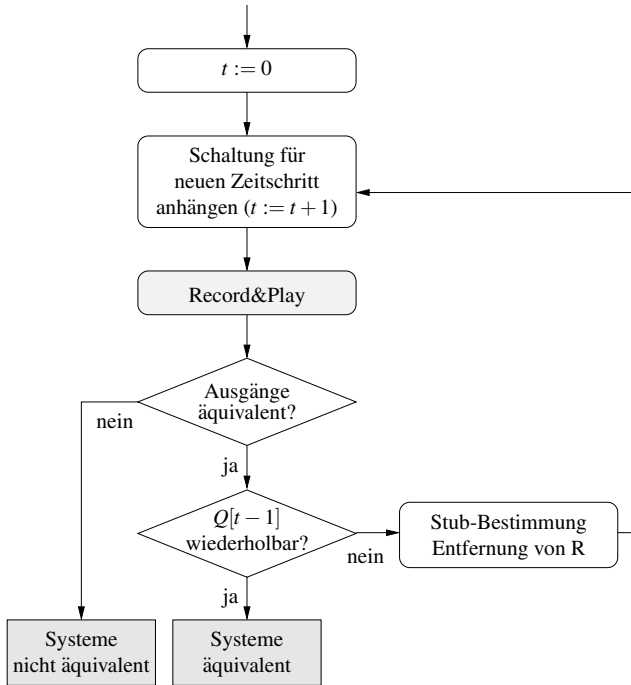 t := 0
Schaltung für
neuen Zeitschritt
anhängen (t := t + 1)
Record&Play
Ausgänge
äquivalent?
nein
ja
Q[t − 1]
wiederholbar?
nein
Stub-Bestimmung
Entfernung von R
ja
Systeme
nicht äquivalent
Systeme
äquivalent